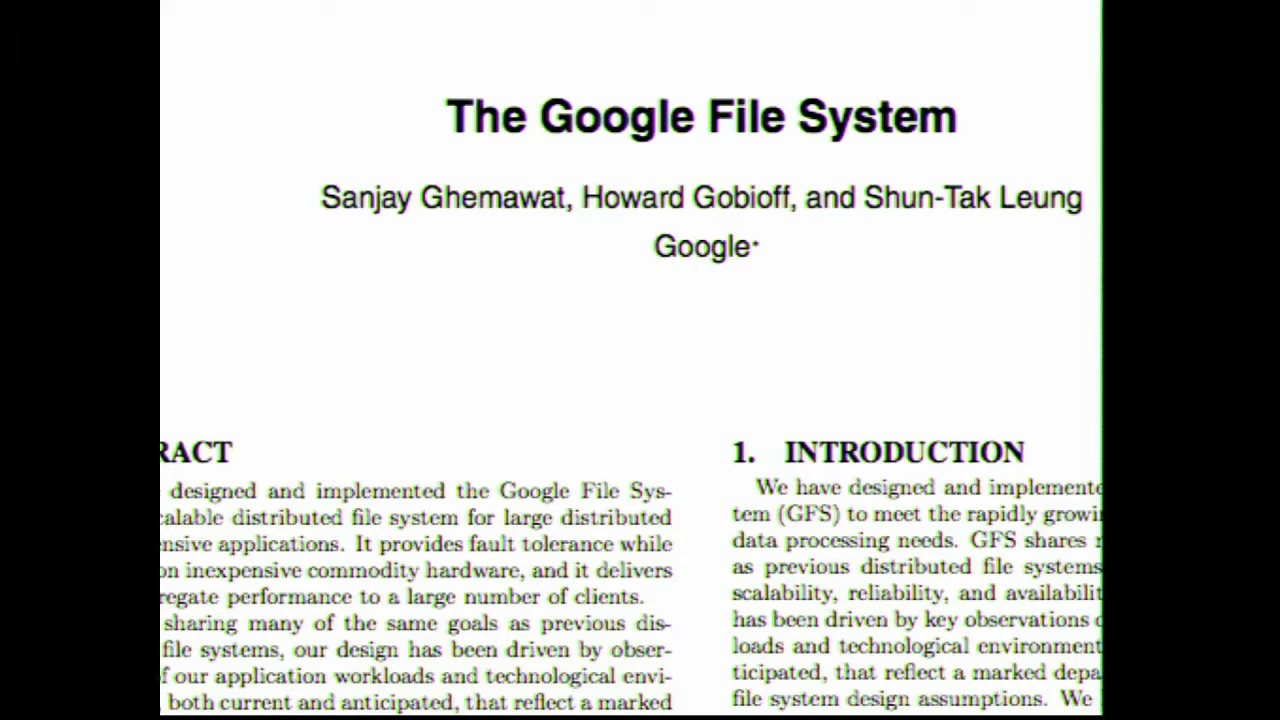 The Google File System
Sanjay Ghemawat, Howard Gobioff, and Shun-Tak Leung
Google*
RACT
designed and implemented the Google File Sys-
calable distributed file system for large distributed
ensive applications. It provides fault tolerance while
on inexpensive commodity hardware, and it delivers
regate performance to a large number of clients.
sharing many of the same goals as previous dis-
file systems, our design has been driven by obser-
f our application workloads and technological envi-
both current and anticipated, that reflect a marked
1. INTRODUCTION
We have designed and implemente
tem (GFS) to meet the rapidly growi
data processing needs. GFS shares
as previous distributed file systems
scalability, reliability, and availabilit
has been driven by key observations
loads and technological environment
ticipated, that reflect a marked depa
file system design assumptions. We